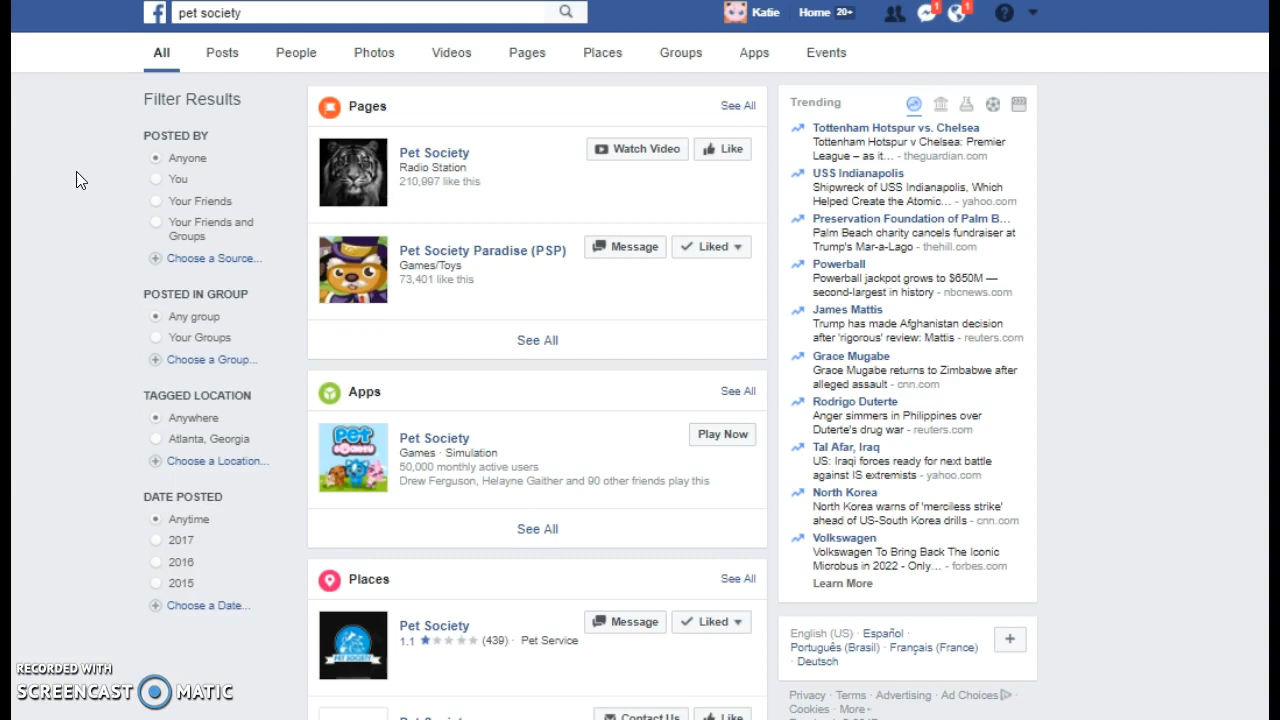 f pet society
Katie Home 20+ 1 1 ?
All Posts People Photos Videos Pages Places Groups Apps Events
Filter Results
POSTED BY
Anyone
You
Your Friends
Your Friends and
Groups
Choose a Source...
POSTED IN GROUP
Any group
Your Groups
Choose a Group...
TAGGED LOCATION
Anywhere
Atlanta, Georgia
Choose a Location...
DATE POSTED
Anytime
2017
2016
2015
Choose a Date...
Pages See All
Pet Society Watch Video Like
Radio Station
210,997 like this
Pet Society Paradise (PSP) Message Liked
Games/Toys
73,401 like this
See All
Apps See All
Pet Society Play Now
Games · Simulation
50,000 monthly active users
Drew Ferguson, Helayne Gaither and 90 other friends play this
PET SOCIETY
See All
Places See All
Pet Society Message Liked
1.1 (439) · Pet Service
PET SOCIETY
Pet Society Contact Us Like
Trending
Tottenham Hotspur vs. Chelsea
Tottenham Hotspur v Chelsea: Premier
League – as it... - theguardian.com
USS Indianapolis
Shipwreck of USS Indianapolis, Which
Helped Create the Atomic... - yahoo.com
Preservation Foundation of Palm B...
Palm Beach charity cancels fundraiser at
Trump's Mar-a-Lago - thehill.com
Powerball
Powerball jackpot grows to $650M —
second-largest in history - nbcnews.com
James Mattis
Trump has made Afghanistan decision
after 'rigorous' review: Mattis - reuters.com
Grace Mugabe
Grace Mugabe returns to Zimbabwe after
alleged assault - cnn.com
Rodrigo Duterte
Anger simmers in Philippines over
Duterte's drug war - reuters.com
Tal Afar, Iraq
US: Iraqi forces ready for next battle
against IS extremists - yahoo.com
North Korea
North Korea warns of 'merciless strike'
ahead of US-South Korea drills - cnn.com
Volkswagen
Volkswagen To Bring Back The Iconic
Microbus in 2022 - Only... - forbes.com
Learn More
English (US) · Español ·
Português (Brasil) · Français (France)
· Deutsch
Privacy · Terms · Advertising · Ad Choices ·
Cookies · More
RECORDED WITH
SCREENCAST MATIC